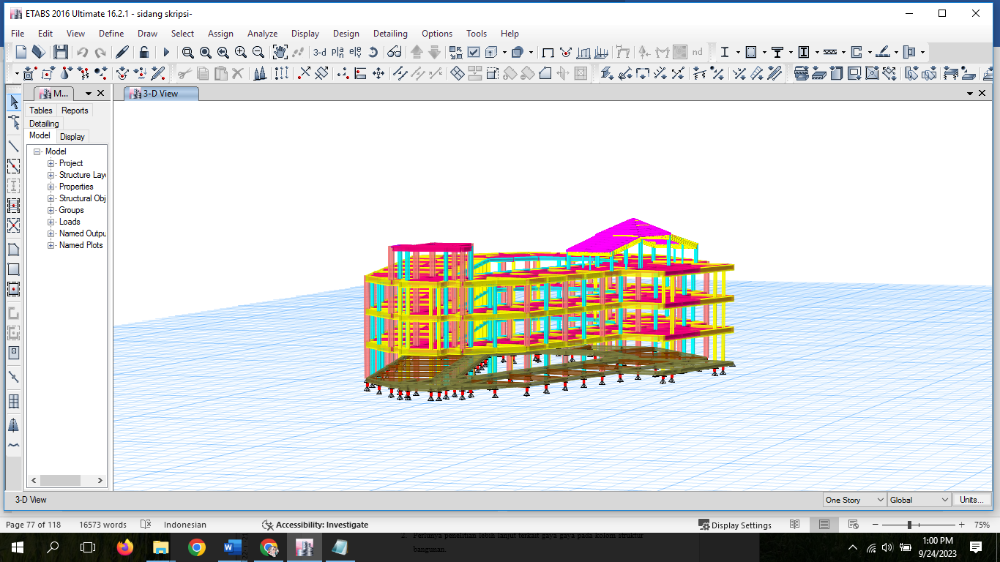 ETABS 2016 Ultimate 16.2.1 - sidang skripsi-
File Edit View Define Draw Select Assign Analyze Display Design Detailing Options Tools Help
3-d
nd
M...
3-D View
Tables Reports
Detailing
Model Display
Model
Project
Structure Lay
Properties
Structural Obj
Groups
Loads
Named Outpu
Named Plots
3-D View
One Story
Global
Units...
Page 77 of 118 16573 words Indonesian Accessibility: Investigate Display Settings 75%
2. Perlunya penelitian lebih lanjut terkait gaya gaya pada kolom struktur
bangunan.
1:00 PM
9/24/2023